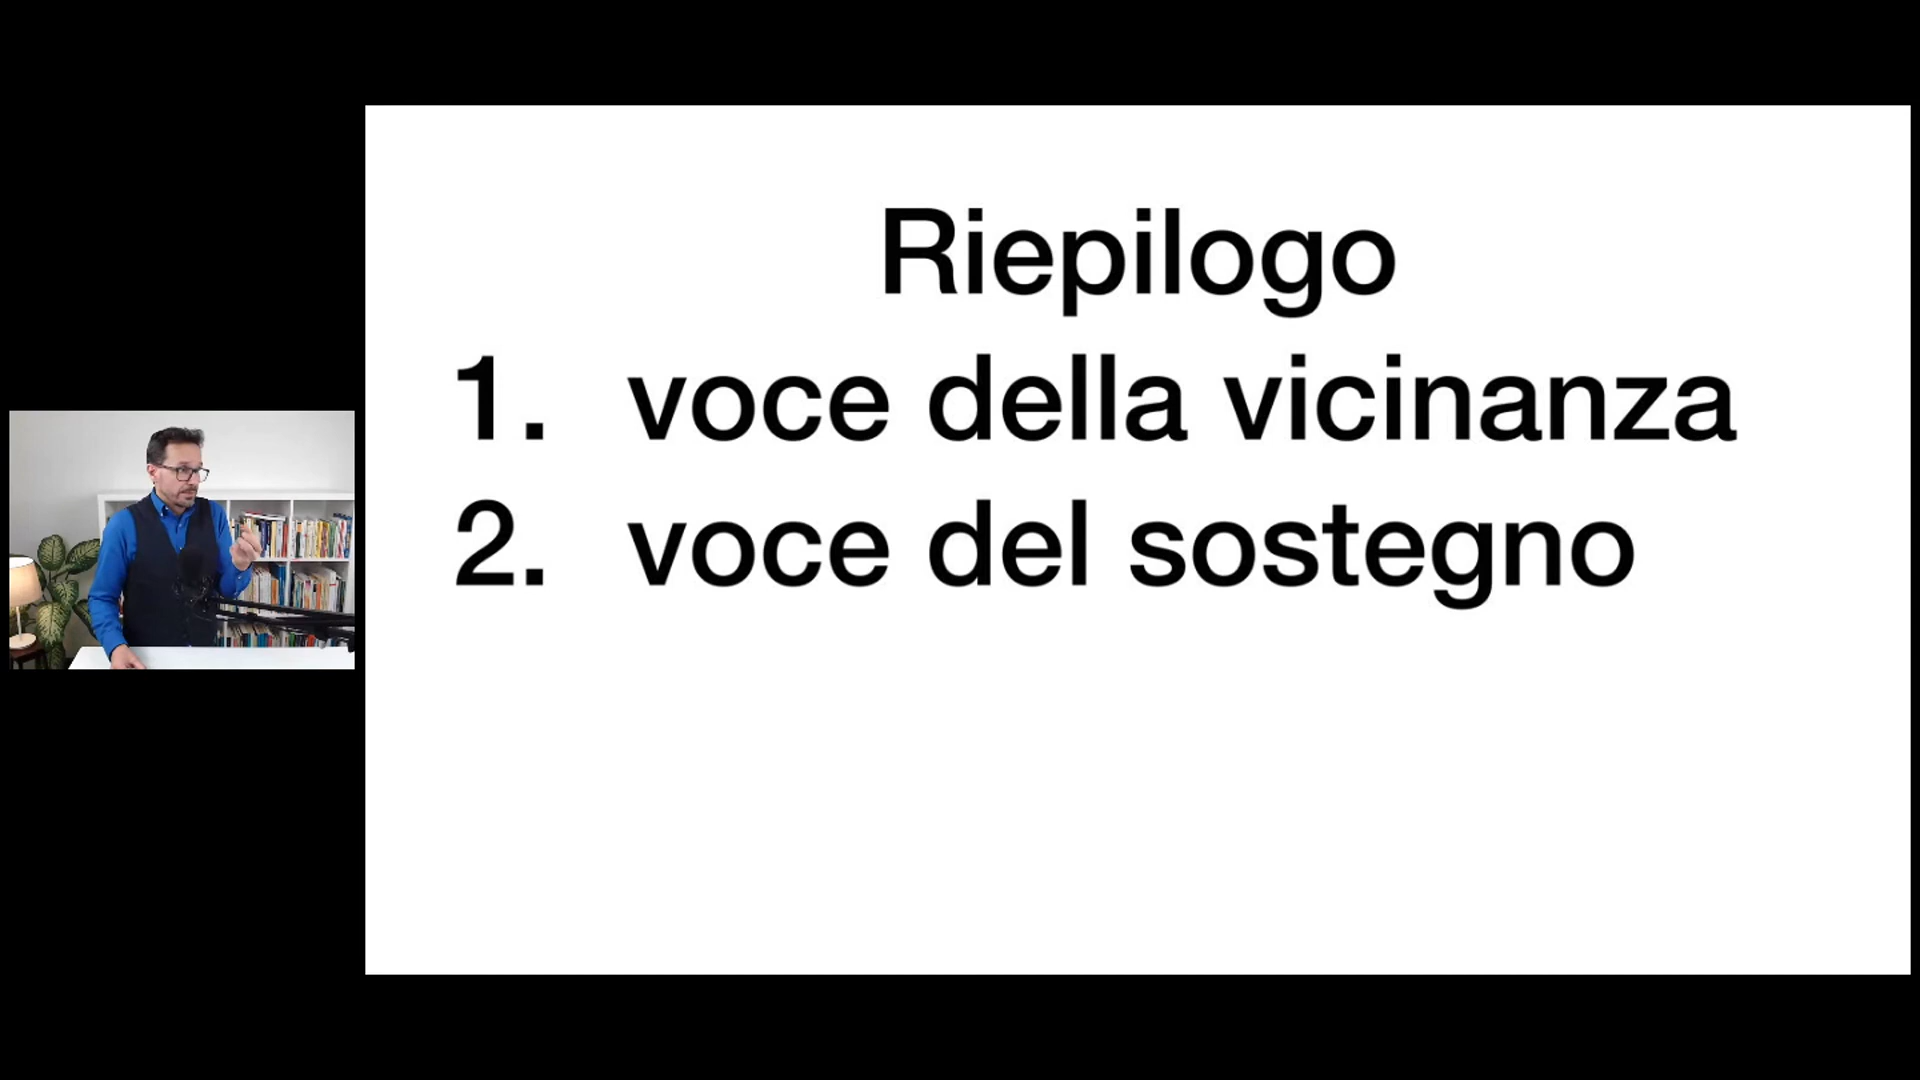 Riepilogo
1. voce della vicinanza
2. voce del sostegno